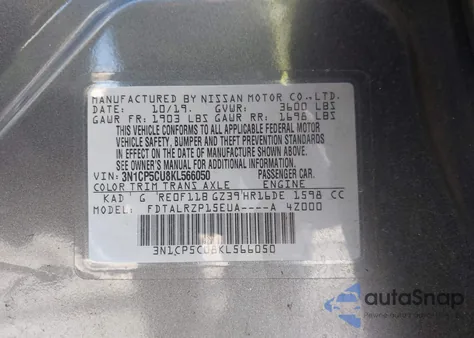 MANUFACTURED BY NISSAN MOTOR CO., LTD.
DATE: 10/19. GVWR: 3600 LBS
GAWR FR: 1903 LBS GAWR RR: 1698 LBS
THIS VEHICLE CONFORMS TO ALL APPLICABLE FEDERAL MOTOR
VEHICLE SAFETY, BUMPER AND THEFT PREVENTION STANDARDS
IN EFFECT ON THE DATE OF MANUFACTURE SHOWN ABOVE.
SEE OWNER'S MANUAL FOR ADDITIONAL INFORMATION.
VIN: 3N1CP5CU8KL566050 PASSENGER CAR.
COLOR TRIM TRANS AXLE ENGINE
KAD G RE0F11B GZ39 HR16DE 1598 CC
MODEL FDTALRZP15EUA----A 4Z000
3N1CP5CU8KL566050
autoSnap